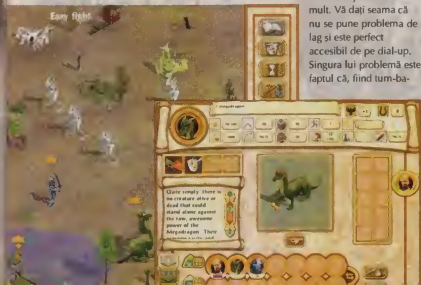 Easy fight
mult. Vă dați seama că
nu se pune problema de
lag și este perfect
accesibil de pe dial-up.
Singura lui problemă este
faptul că, fiind turn-ba-
Megadragon
Quite simply there is
no creature alive or
dead that could
stand alone against
the raw, awesome
power of the
Megadragon. Their